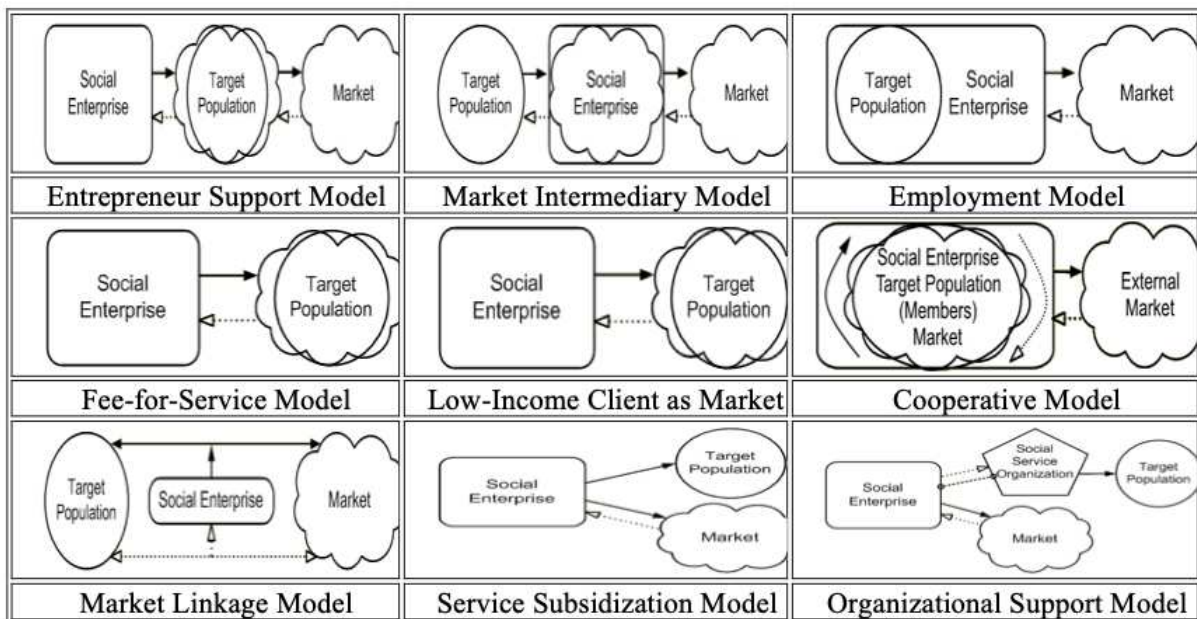 Social
Enterprise
Target
Population
Market
Entrepreneur Support Model
Target
Population
Social
Enterprise
Market
Market Intermediary Model
Target
Population
Social
Enterprise
Market
Employment Model
Social
Enterprise
Target
Population
Fee-for-Service Model
Social
Enterprise
Target
Population
Low-Income Client as Market
Social Enterprise
Target Population
(Members)
Market
External
Market
Cooperative Model
Target
Population
Social Enterprise
Market
Market Linkage Model
Social
Enterprise
Target
Population
Market
Service Subsidization Model
Social
Enterprise
Social
Service
Organization
Target
Population
Market
Organizational Support Model